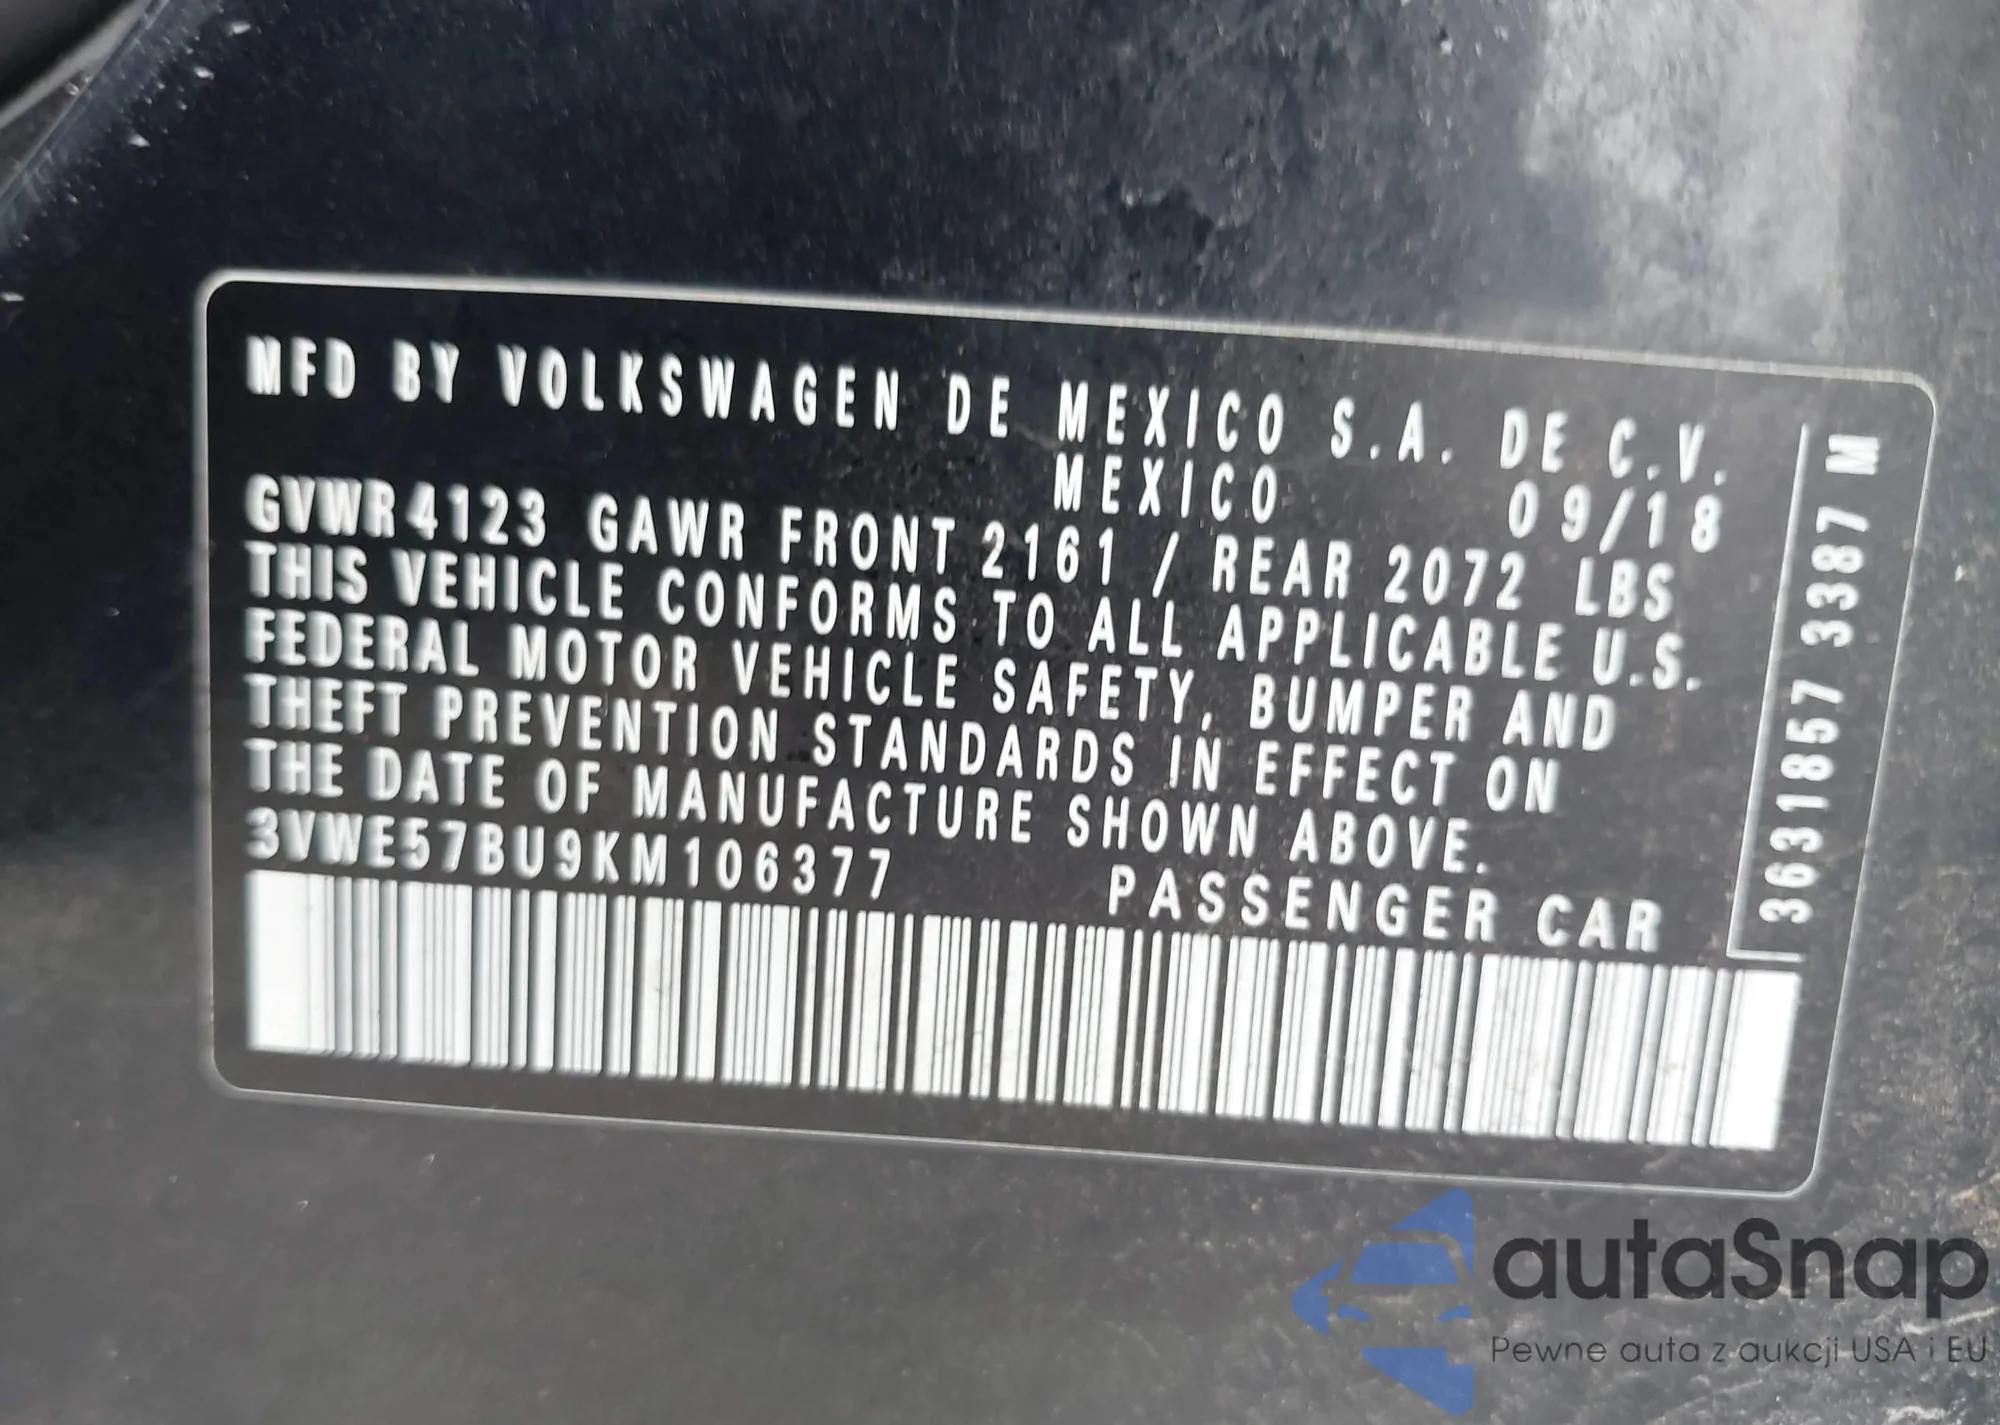 MFD BY VOLKSWAGEN DE MEXICO S.A. DE C.V.
MEXICO 09/18
GVWR 4123 GAWR FRONT 2161 / REAR 2072 LBS
THIS VEHICLE CONFORMS TO ALL APPLICABLE U.S.
FEDERAL MOTOR VEHICLE SAFETY, BUMPER AND
THEFT PREVENTION STANDARDS IN EFFECT ON
THE DATE OF MANUFACTURE SHOWN ABOVE.
3VWE57BU9KM106377 PASSENGER CAR
3631857 3387 M
autaSnap
Pewne auta z aukcji USA i EU